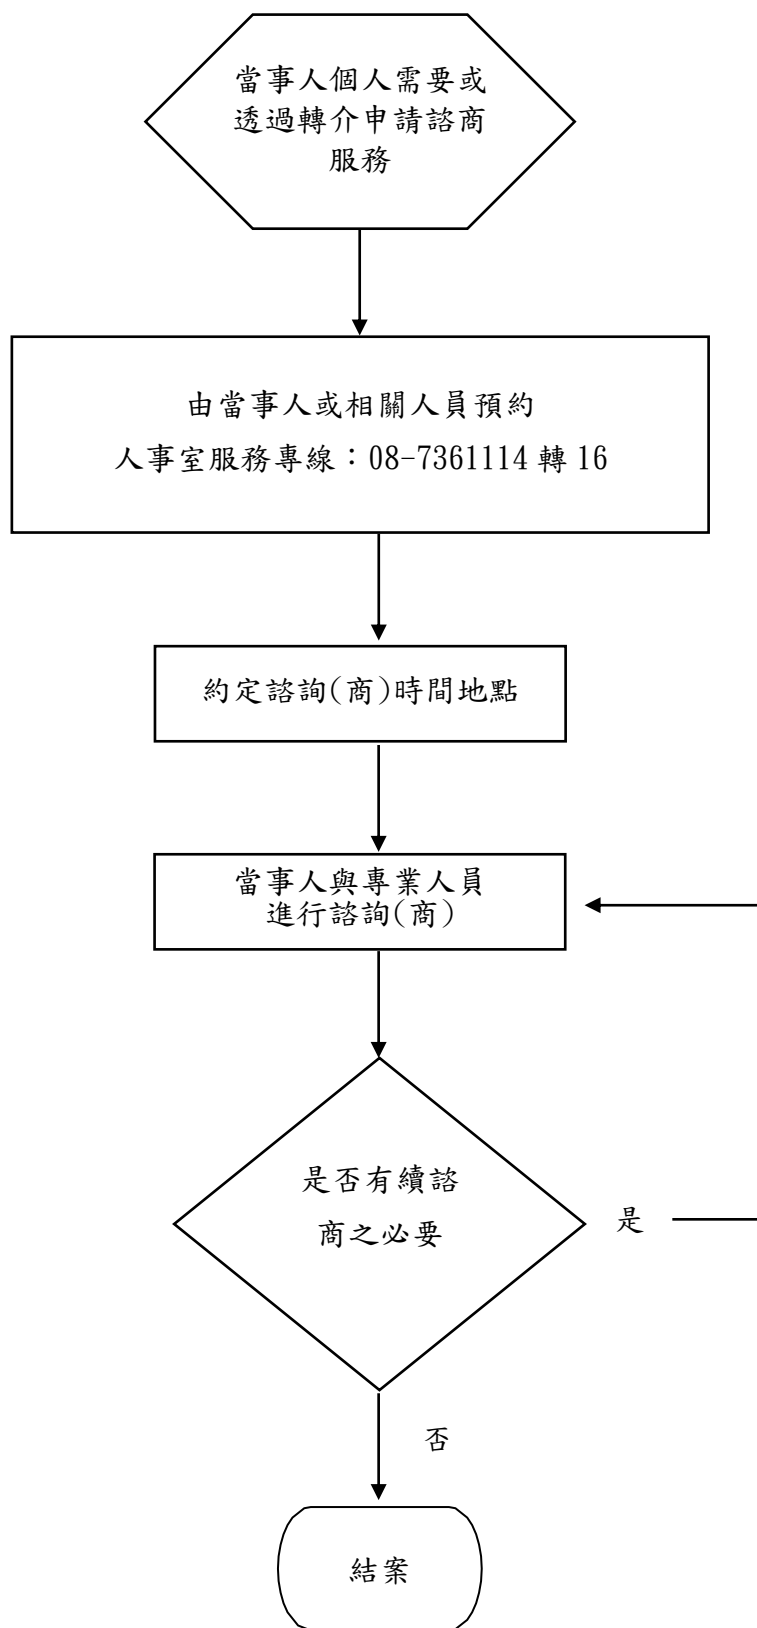 當事人個人需要或
透過轉介申請諮商
服務
由當事人或相關人員預約
人事室服務專線：08-7361114 轉 16
約定諮詢(商)時間地點
當事人與專業人員
進行諮詢(商)
是否有續諮
商之必要
是
否
結案